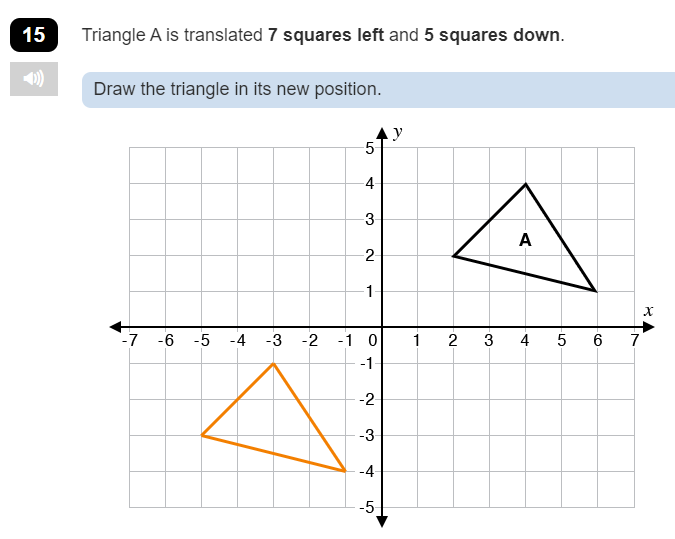 15 Triangle A is translated 7 squares left and 5 squares down.
Draw the triangle in its new position.
y
5
4
3
2
1
A
x
-7 -6 -5 -4 -3 -2 -1 0 1 2 3 4 5 6 7
-1
-2
-3
-4
-5